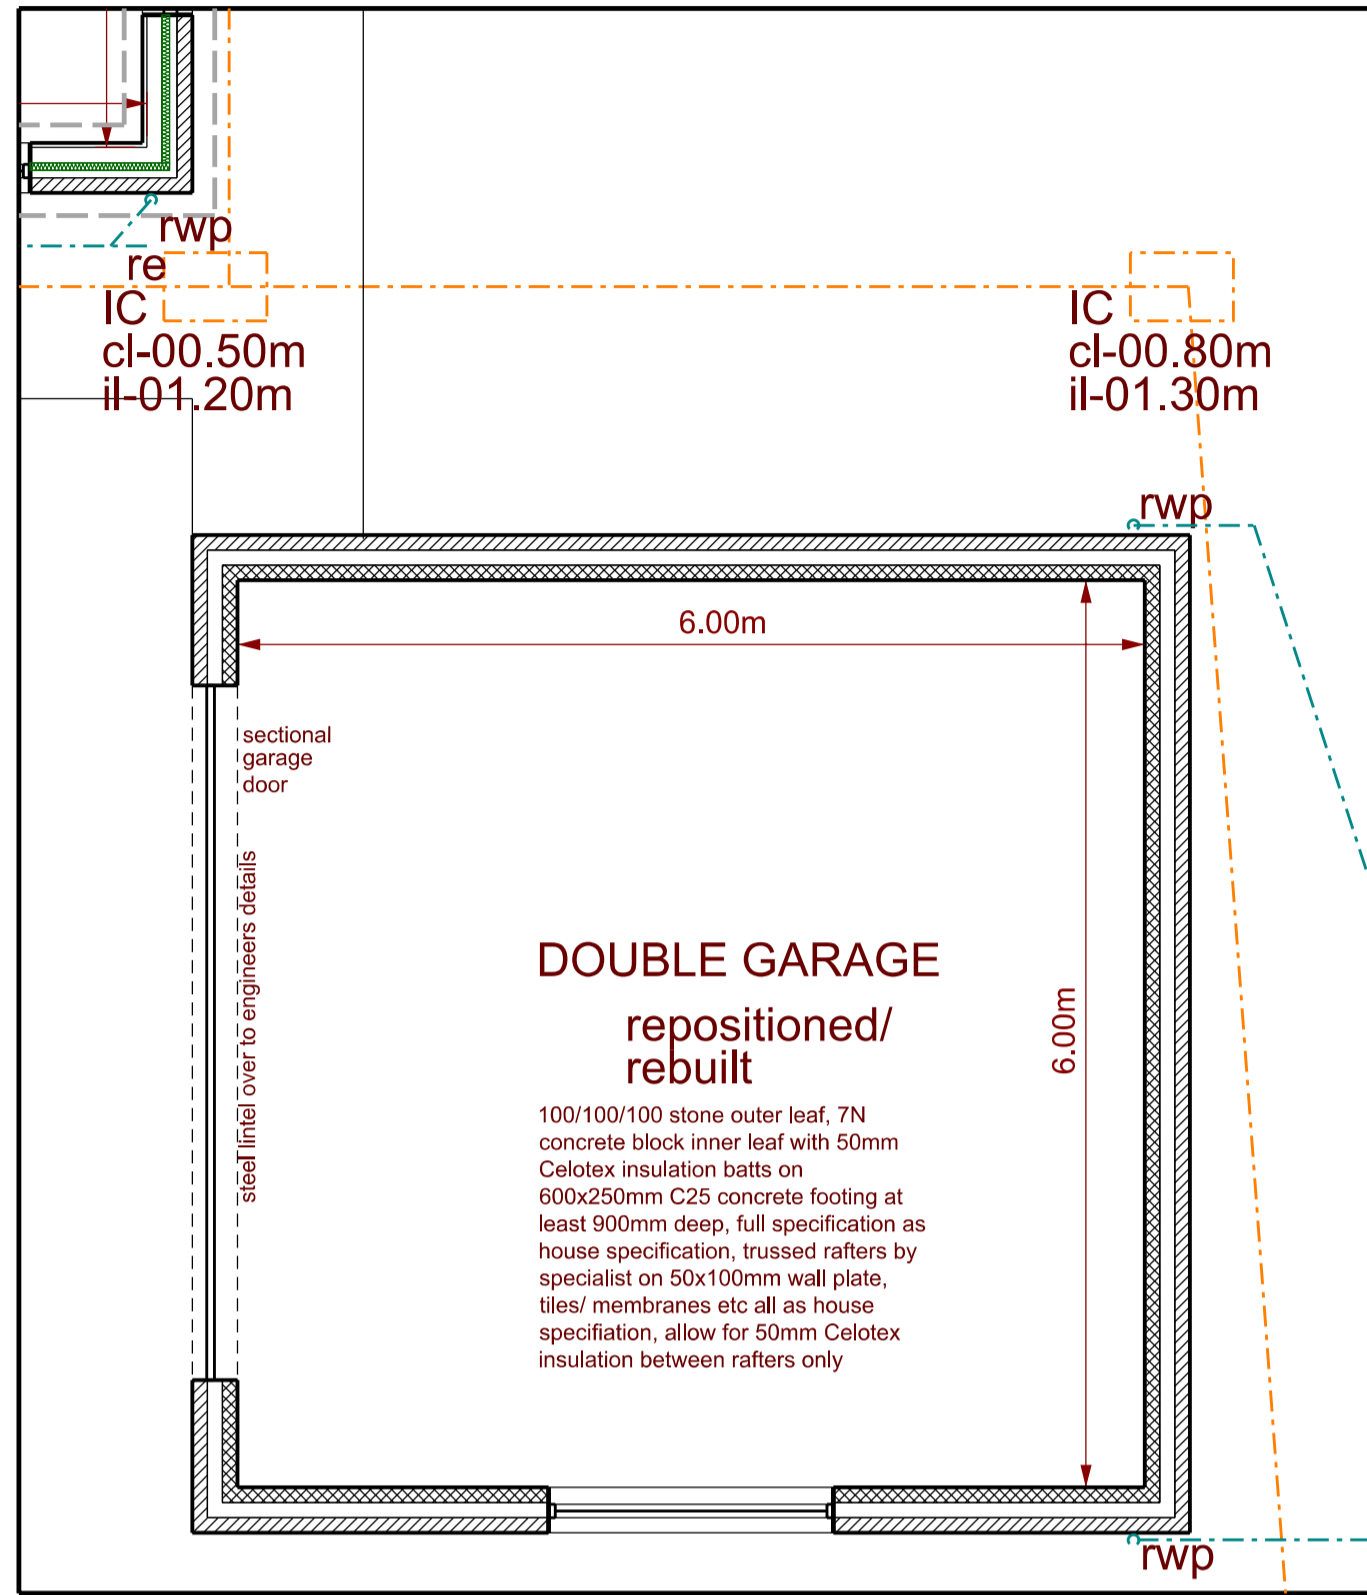 rwp
re
IC
cl-00.50m
il-01.20m
IC
cl-00.80m
il-01.30m
rwp
6.00m
sectional
garage
door
steel lintel over to engineers details
DOUBLE GARAGE
repositioned/
rebuilt
6.00m
100/100/100 stone outer leaf, 7N
concrete block inner leaf with 50mm
Celotex insulation batts on
600x250mm C25 concrete footing at
least 900mm deep, full specification as
house specification, trussed rafters by
specialist on 50x100mm wall plate,
tiles/ membranes etc all as house
specifiation, allow for 50mm Celotex
insulation between rafters only
rwp